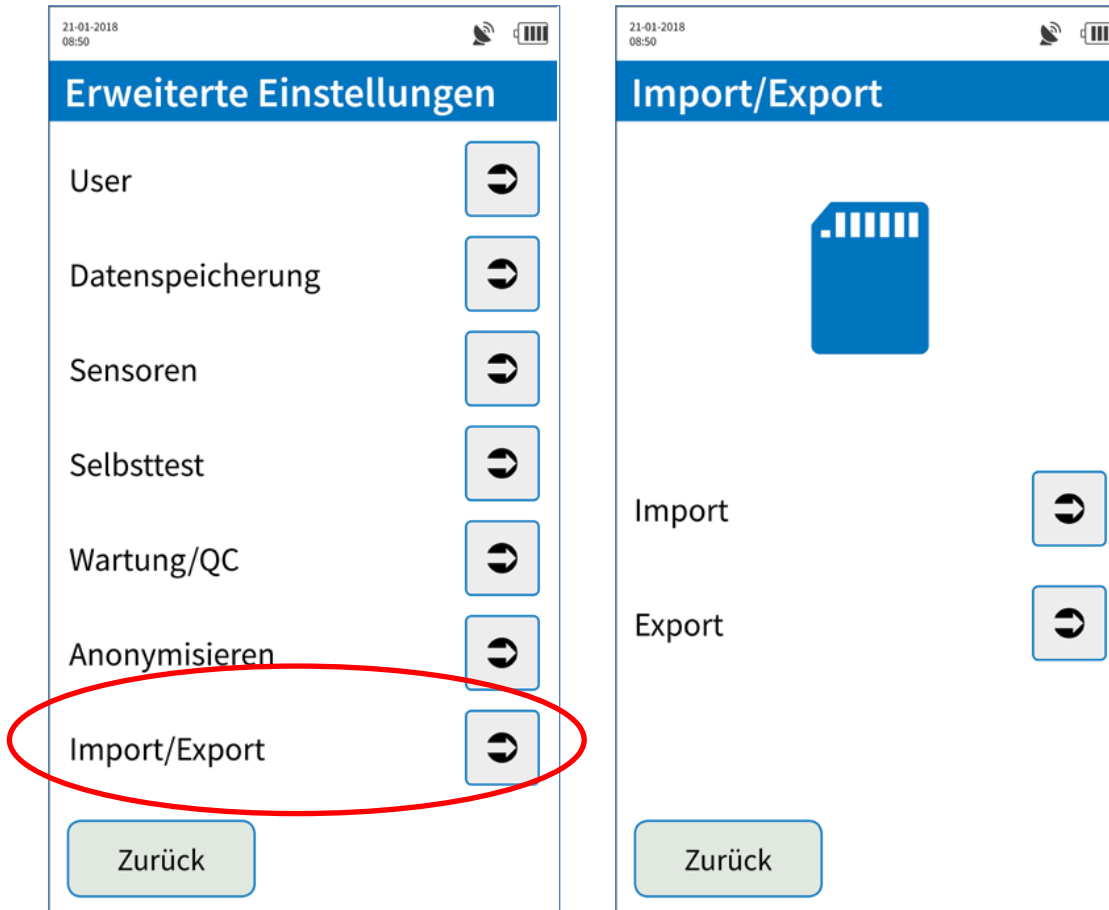 21-01-2018
08:50
Erweiterte Einstellungen
User
Datenspeicherung
Sensoren
Selbsttest
Wartung/QC
Anonymisieren
Import/Export
Zurück
21-01-2018
08:50
Import/Export
Import
Export
Zurück